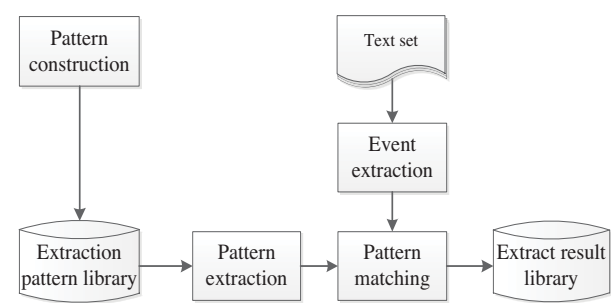 Pattern
construction
Text set
Event
extraction
Extraction
pattern library
Pattern
extraction
Pattern
matching
Extract result
library